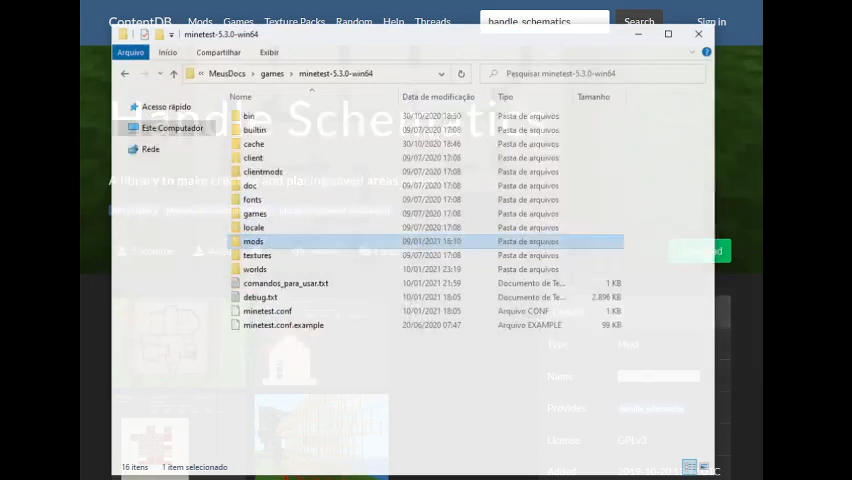 ContentDB Mods Games Texture Packs Random Help Threads handle_schematics Search Sign in
minetest-5.3.0-win64
Arquivo Início Compartilhar Exibir
MeusDocs games minetest-5.3.0-win64 Pesquisar minetest-5.3.0-win64
Nome Data de modificação Tipo Tamanho
Acesso rápido
Este Computador
Rede
Handle Schematics
bin 30/10/2020 18:50 Pasta de arquivos
builtin 09/07/2020 17:08 Pasta de arquivos
cache 30/10/2020 18:46 Pasta de arquivos
client 09/07/2020 17:08 Pasta de arquivos
clientmods 09/07/2020 17:08 Pasta de arquivos
A library to make creating and placing saved areas
doc 09/07/2020 17:08 Pasta de arquivos
fonts 09/07/2020 17:08 Pasta de arquivos
games 09/07/2020 17:08 Pasta de arquivos
locale 09/07/2020 17:08 Pasta de arquivos
mods 09/01/2021 16:10 Pasta de arquivos
textures 09/07/2020 17:08 Pasta de arquivos
worlds 10/01/2021 23:19 Pasta de arquivos
comandos_para_usar.txt 10/01/2021 21:59 Documento de Te... 1 KB
debug.txt 10/01/2021 18:05 Documento de Te... 2.896 KB
minetest.conf 10/01/2021 18:05 Arquivo CONF 1 KB
minetest.conf.example 20/06/2020 07:47 Arquivo EXAMPLE 99 KB
Type Mod
Name
Provides handle_schematics
License GPLv3
Added
16 itens 1 item selecionado